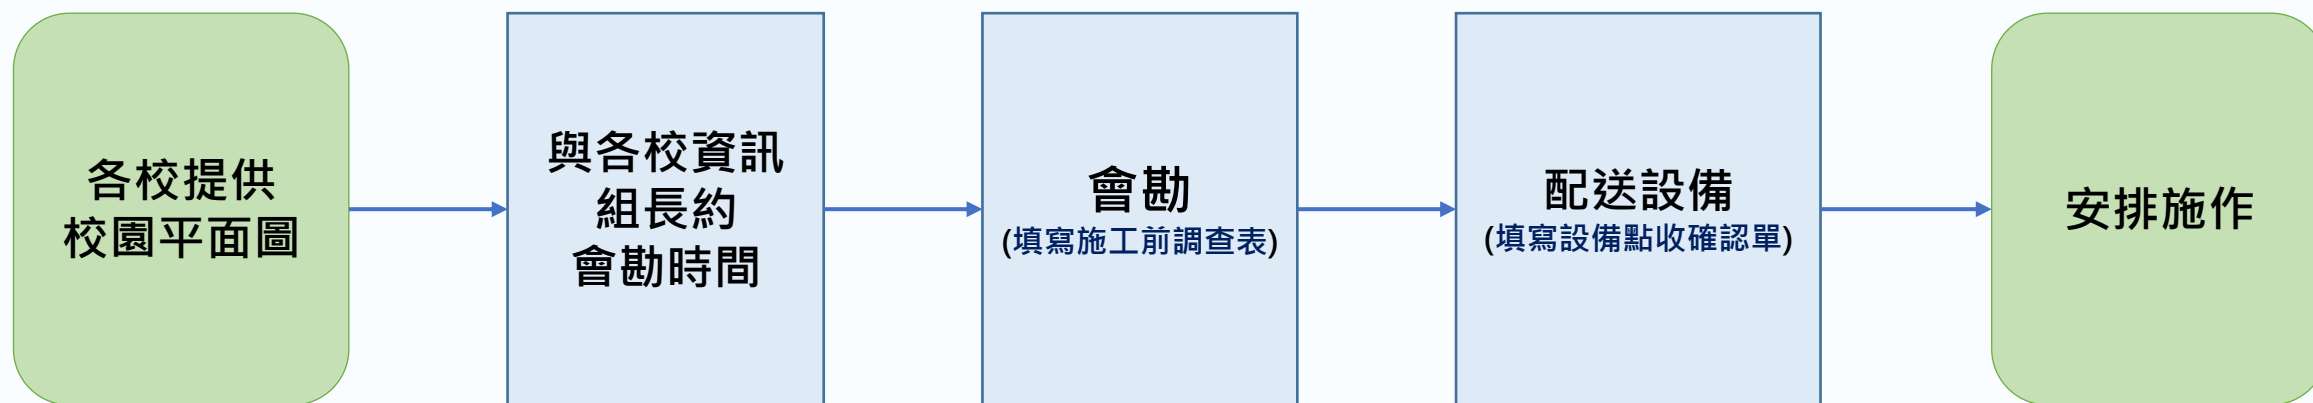 各校提供
校園平面圖
與各校資訊
組長約
會勘時間
會勘
(填寫施工前調查表)
配送設備
(填寫設備點收確認單)
安排施作